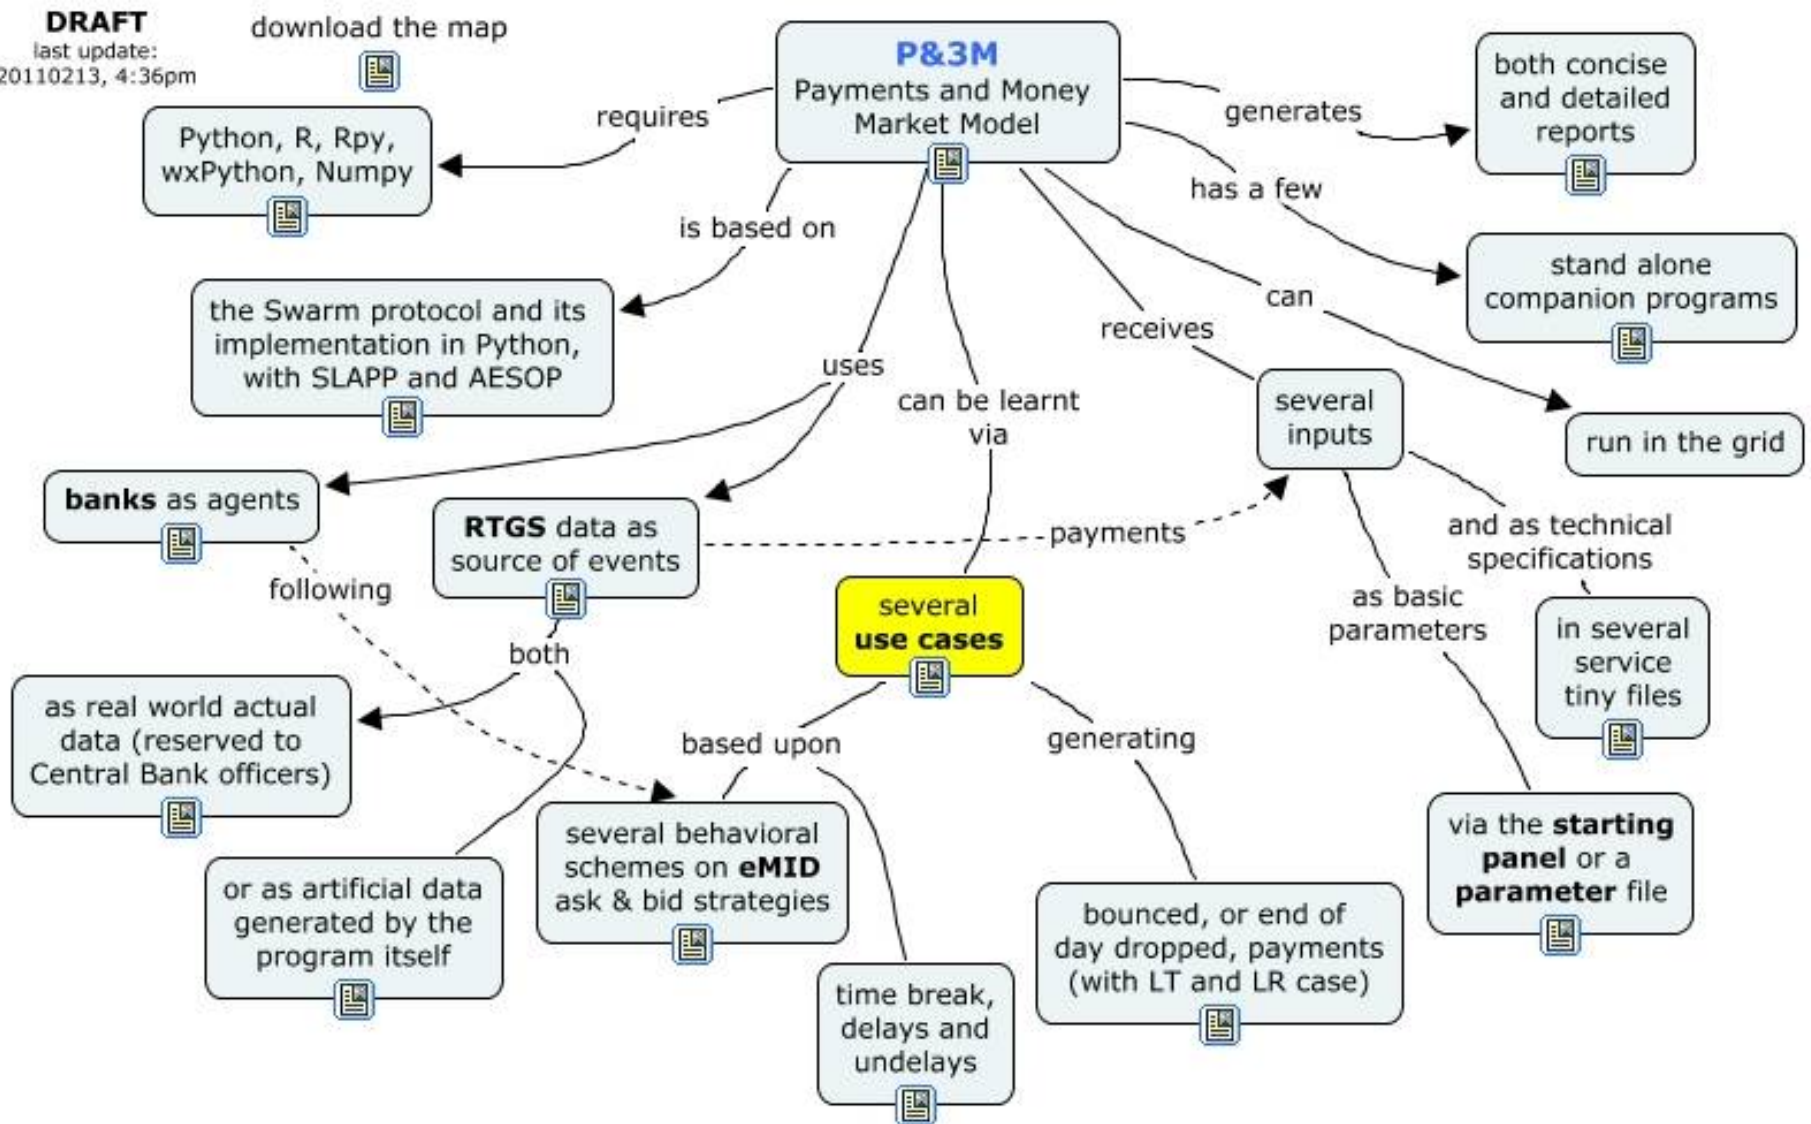 DRAFT
last update:
20110213, 4:36pm
download the map
P&3M
Payments and Money
Market Model
requires
Python, R, Rpy,
wxPython, Numpy
generates
both concise
and detailed
reports
has a few
stand alone
companion programs
is based on
the Swarm protocol and its
implementation in Python,
with SLAPP and AESOP
uses
can be learnt
via
receives
can
several
inputs
run in the grid
banks as agents
RTGS data as
source of events
payments
following
both
several
use cases
and as technical
specifications
as basic
parameters
in several
service
tiny files
as real world actual
data (reserved to
Central Bank officers)
based upon
generating
or as artificial data
generated by the
program itself
several behavioral
schemes on eMID
ask & bid strategies
time break,
delays and
undelays
bounced, or end of
day dropped, payments
(with LT and LR case)
via the starting
panel or a
parameter file